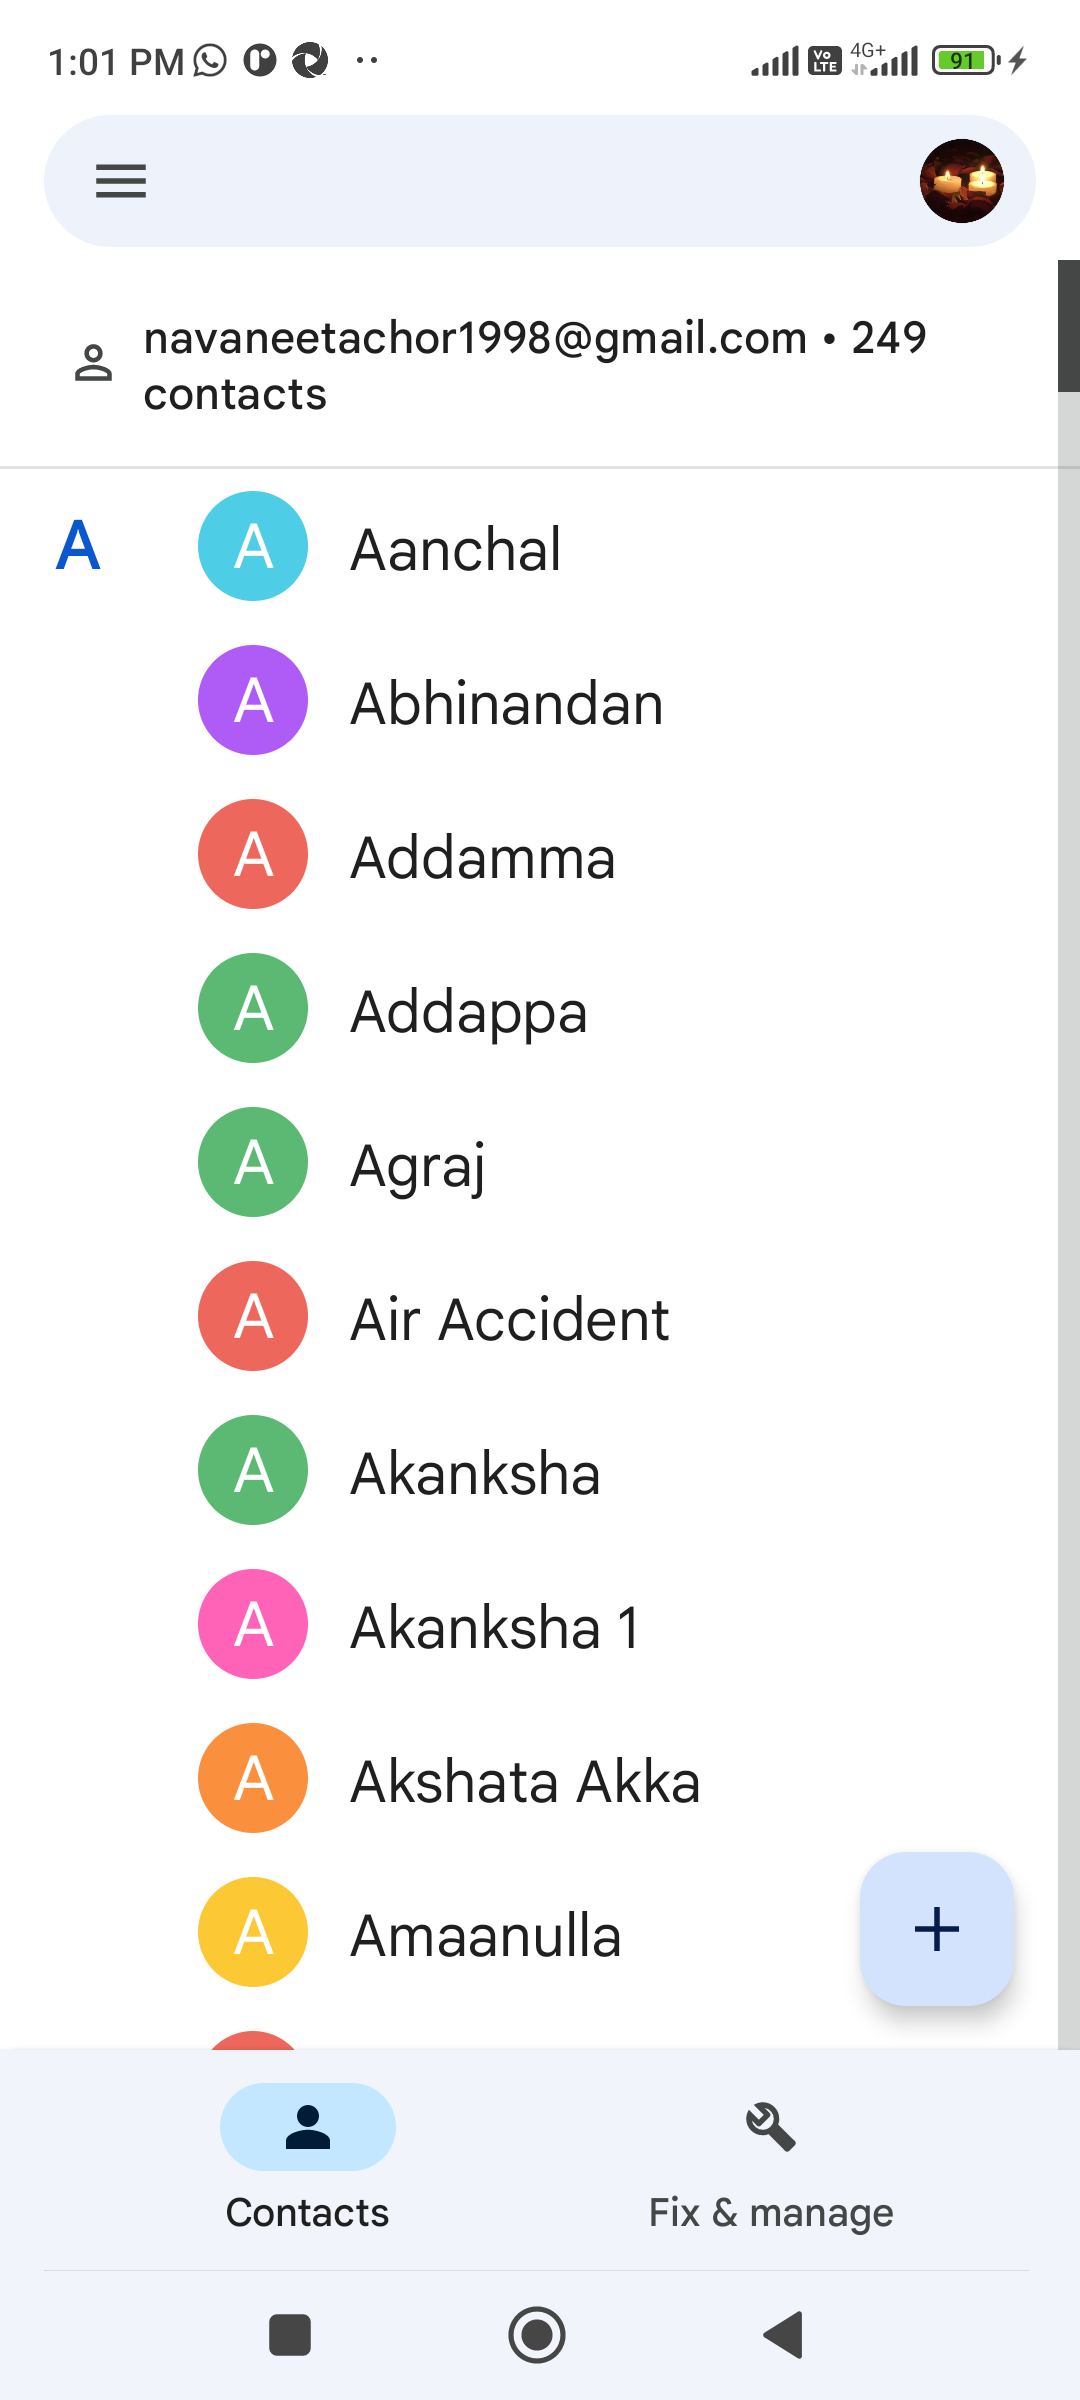 1:01 PM
Vo LTE 4G+ 91
navaneetachor1998@gmail.com • 249
contacts
A
A Aanchal
A Abhinandan
A Addamma
A Addappa
A Agraj
A Air Accident
A Akanksha
A Akanksha 1
A Akshata Akka
A Amaanulla
Contacts
Fix & manage